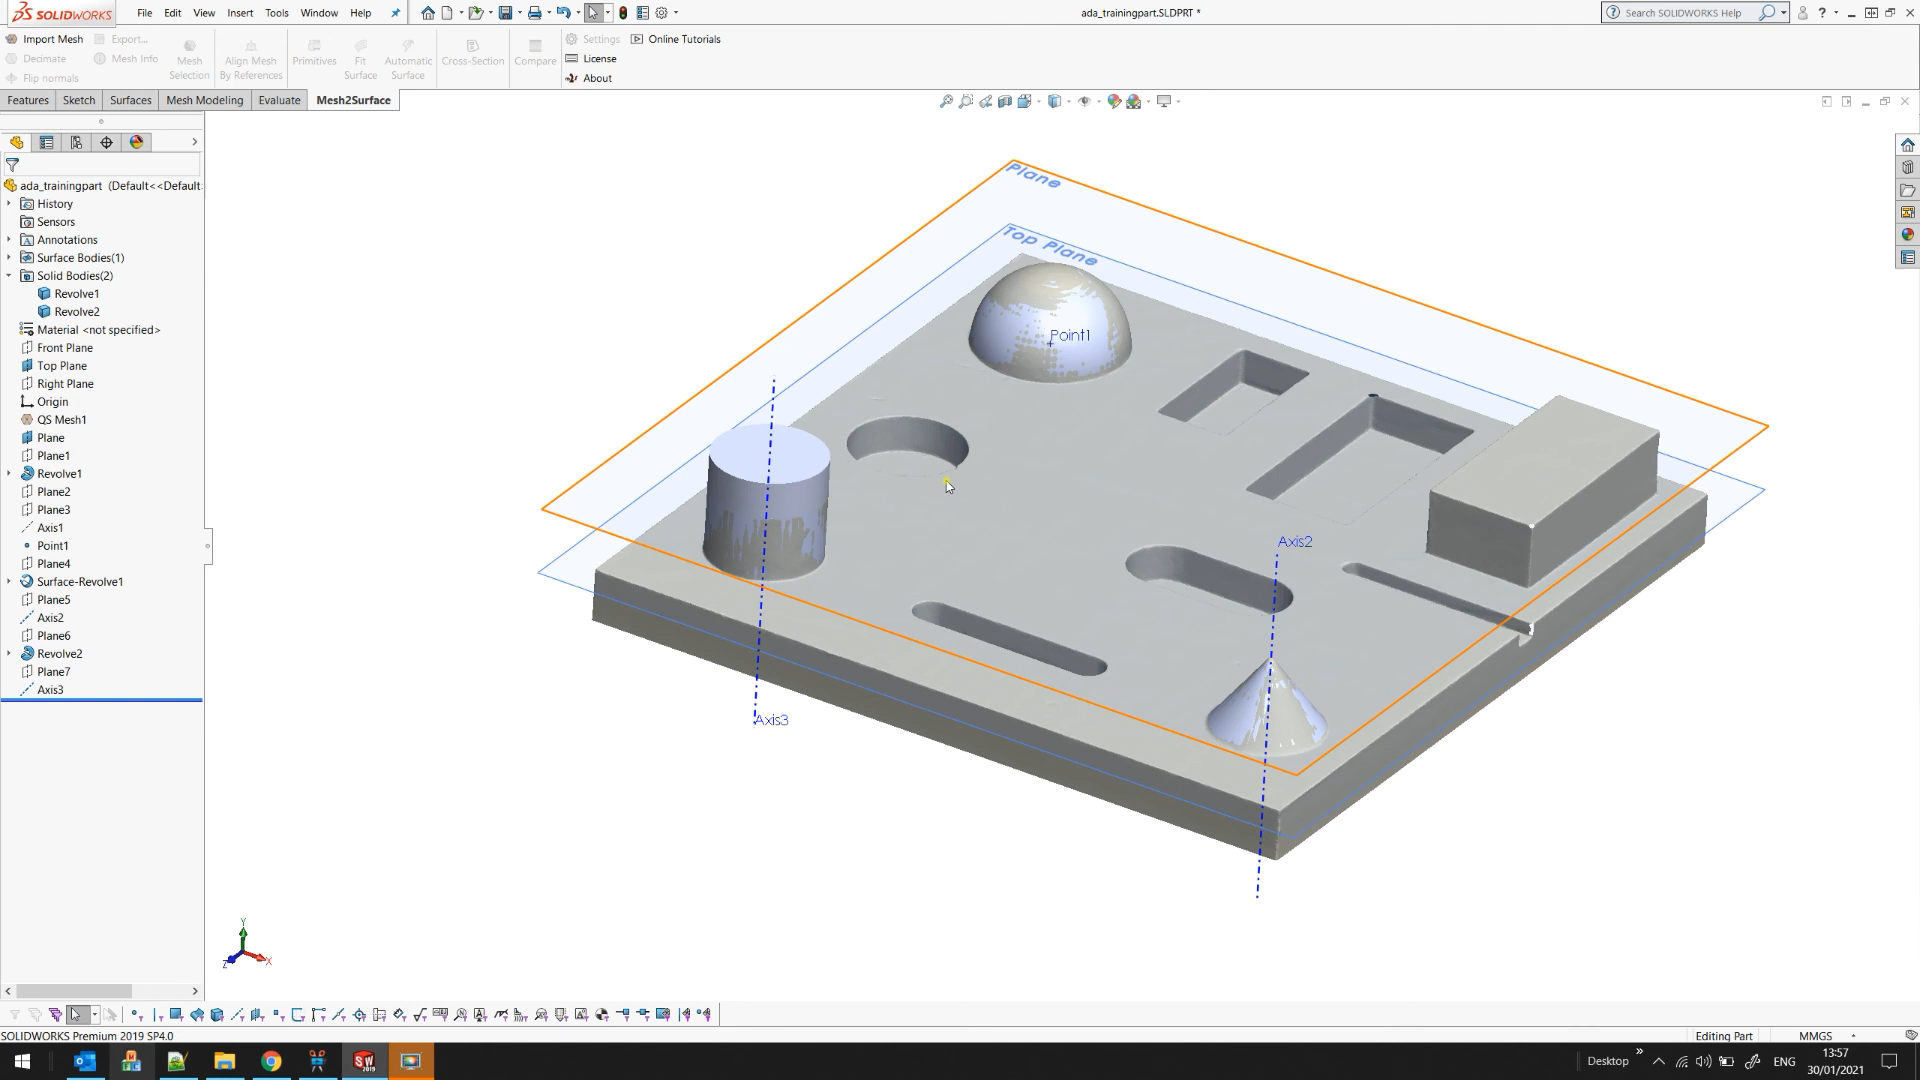 SOLIDWORKS
File Edit View Insert Tools Window Help
ada_trainingpart.SLDPRT *
Search SOLIDWORKS Help
Import Mesh
Export...
Decimate
Mesh Info
Flip normals
Mesh Selection
Align Mesh By References
Primitives
Fit Surface
Automatic Surface
Cross-Section
Compare
Settings
Online Tutorials
License
About
Features
Sketch
Surfaces
Mesh Modeling
Evaluate
Mesh2Surface
ada_trainingpart (Default<<Default
History
Sensors
Annotations
Surface Bodies(1)
Solid Bodies(2)
Revolve1
Revolve2
Material <not specified>
Front Plane
Top Plane
Right Plane
Origin
QS Mesh1
Plane
Plane1
Revolve1
Plane2
Plane3
Axis1
Point1
Plane4
Surface-Revolve1
Plane5
Axis2
Plane6
Revolve2
Plane7
Axis3
Plane
Top Plane
Point1
Axis2
Axis3
Y
Z
X
SOLIDWORKS Premium 2019 SP4.0
Editing Part
MMGS
Desktop
ENG
13:57
30/01/2021